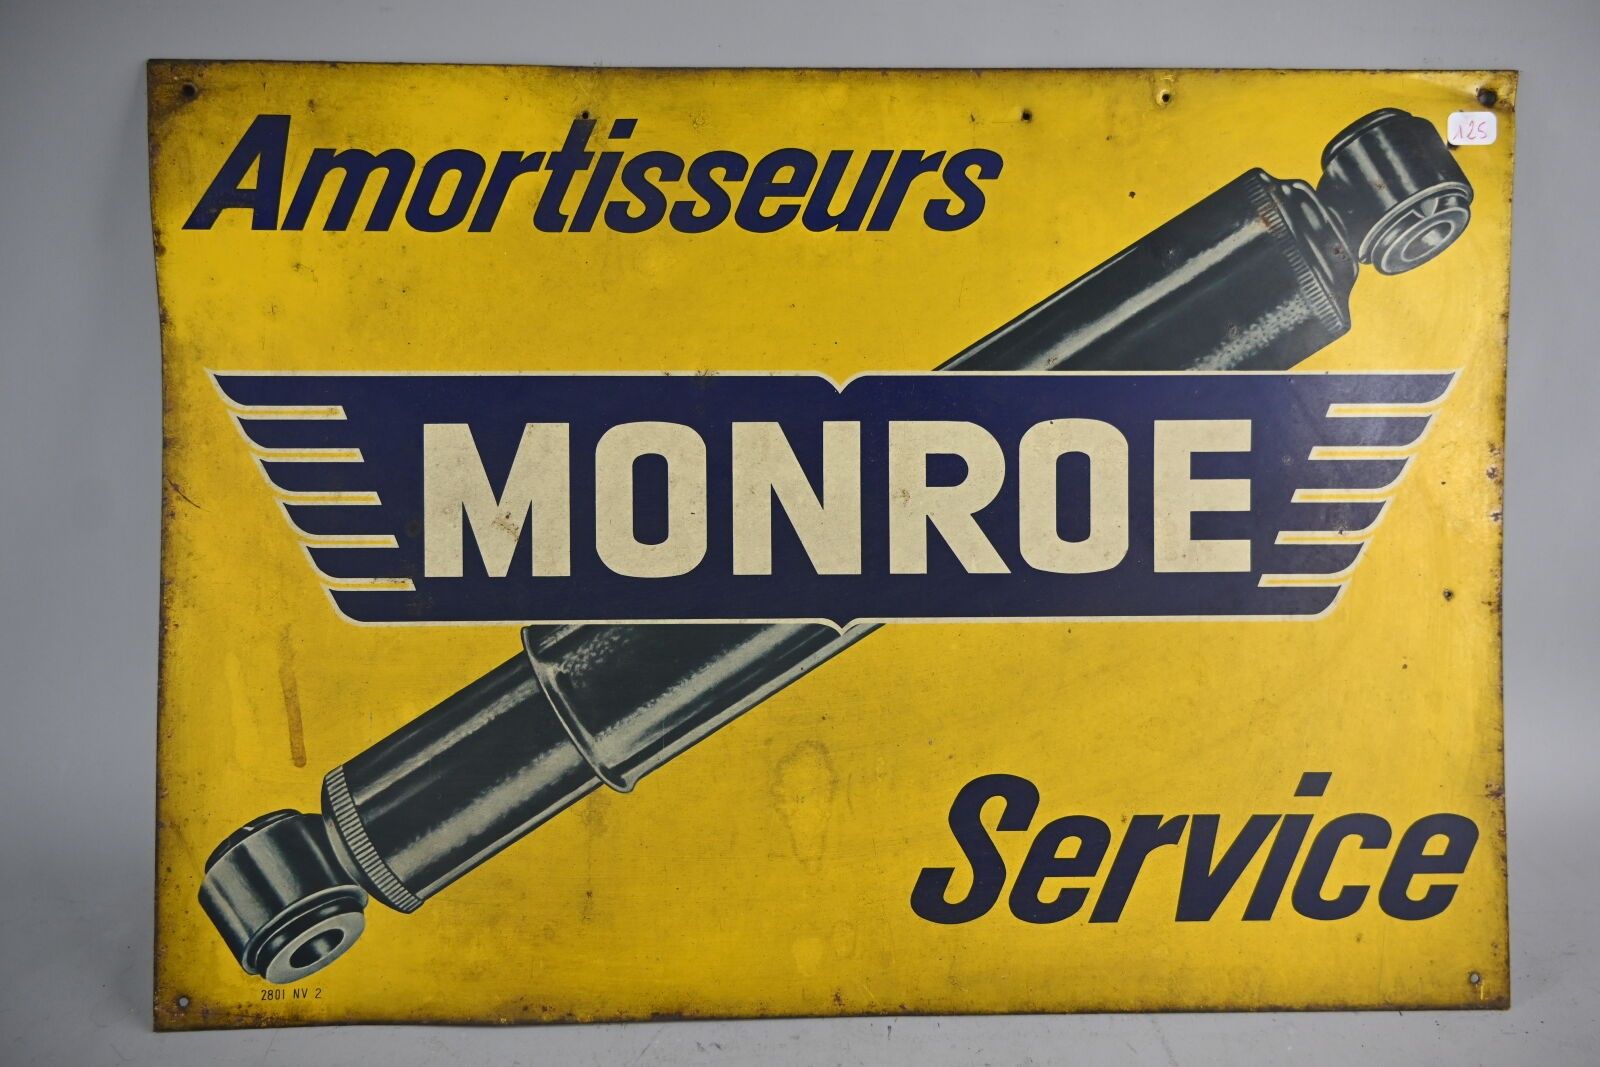 Amortisseurs
125
MONROE
Service
2801 NV 2